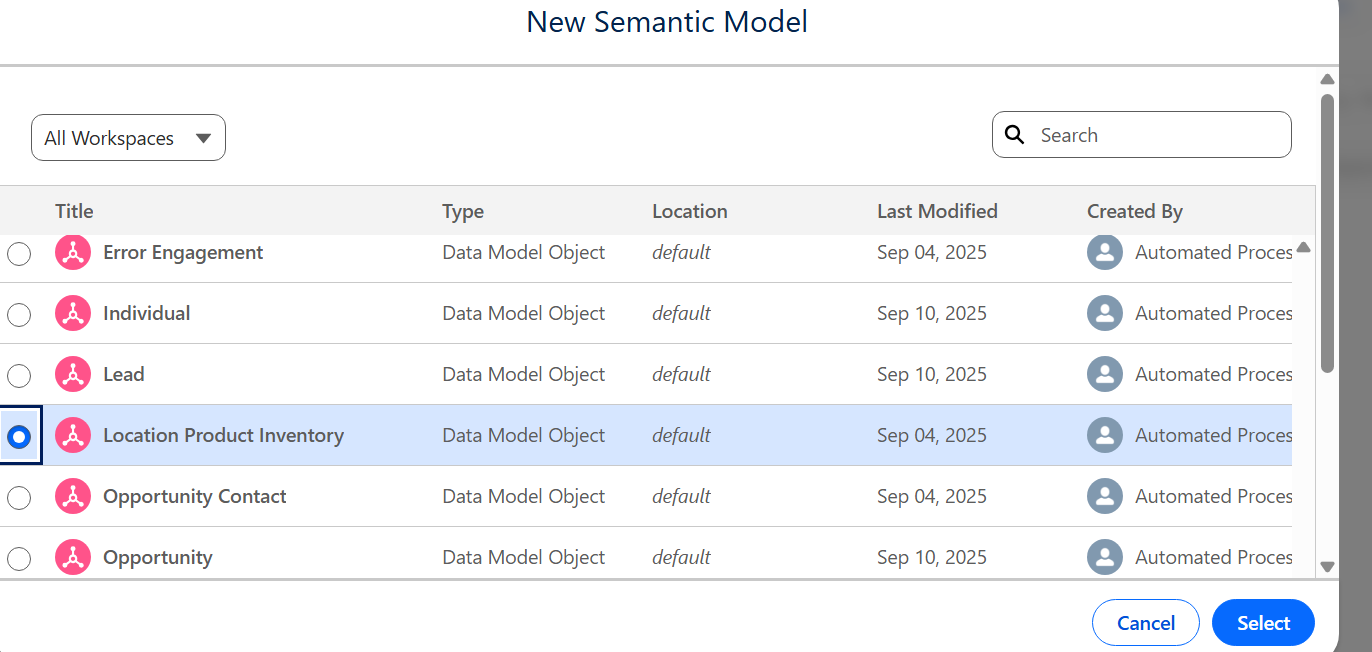 New Semantic Model
All Workspaces
Search
Title Type Location Last Modified Created By
Error Engagement Data Model Object default Sep 04, 2025 Automated Proces
Individual Data Model Object default Sep 10, 2025 Automated Proces
Lead Data Model Object default Sep 10, 2025 Automated Proces
Location Product Inventory Data Model Object default Sep 04, 2025 Automated Proces
Opportunity Contact Data Model Object default Sep 04, 2025 Automated Proces
Opportunity Data Model Object default Sep 10, 2025 Automated Proces
Cancel Select